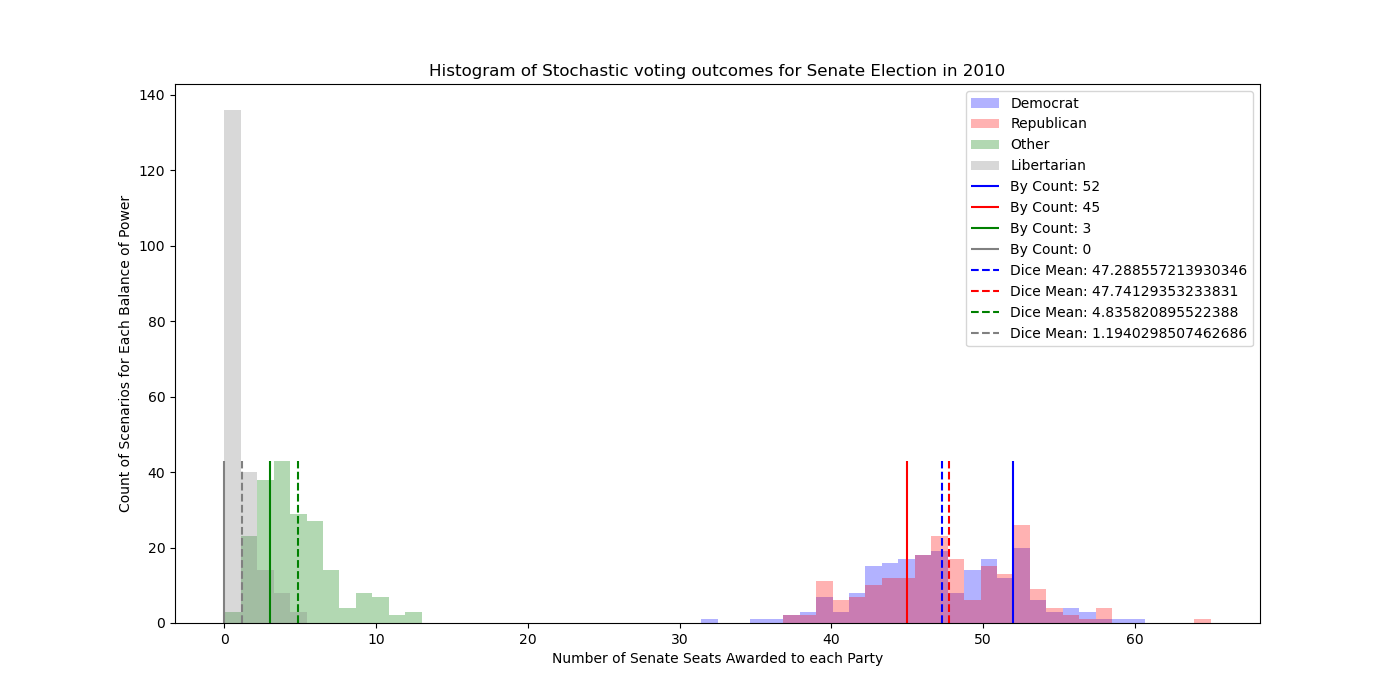 Histogram of Stochastic voting outcomes for Senate Election in 2010
Count of Scenarios for Each Balance of Power
140
120
100
80
60
40
20
0
Democrat
Republican
Other
Libertarian
By Count: 52
By Count: 45
By Count: 3
By Count: 0
Dice Mean: 47.288557213930346
Dice Mean: 47.74129353233831
Dice Mean: 4.835820895522388
Dice Mean: 1.1940298507462686
0 10 20 30 40 50 60
Number of Senate Seats Awarded to each Party